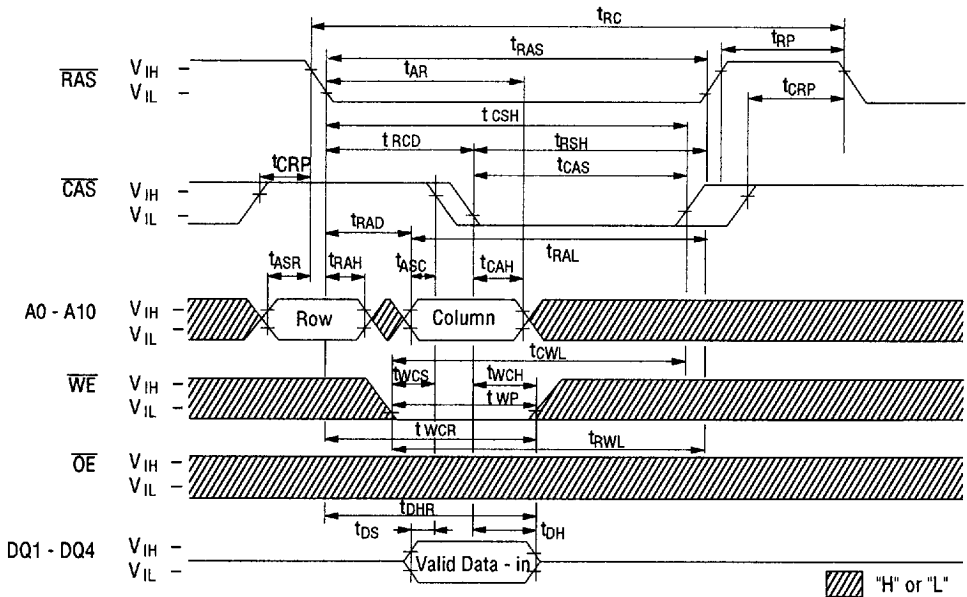 tRC
tRP
tRAS
tAR
RAS
VIH
VIL
tCRP
tCSH
tRCD
tRSH
tCRP
tCAS
CAS
VIH
VIL
tRAD
tRAL
tASR
tRAH
tASC
tCAH
A0 - A10
VIH
VIL
Row
Column
tCWL
tWCS
tWCH
WE
VIH
VIL
tWP
tWCR
tRWL
OE
VIH
VIL
tDHR
tDS
tDH
DQ1 - DQ4
VIH
VIL
Valid Data - in
"H" or "L"